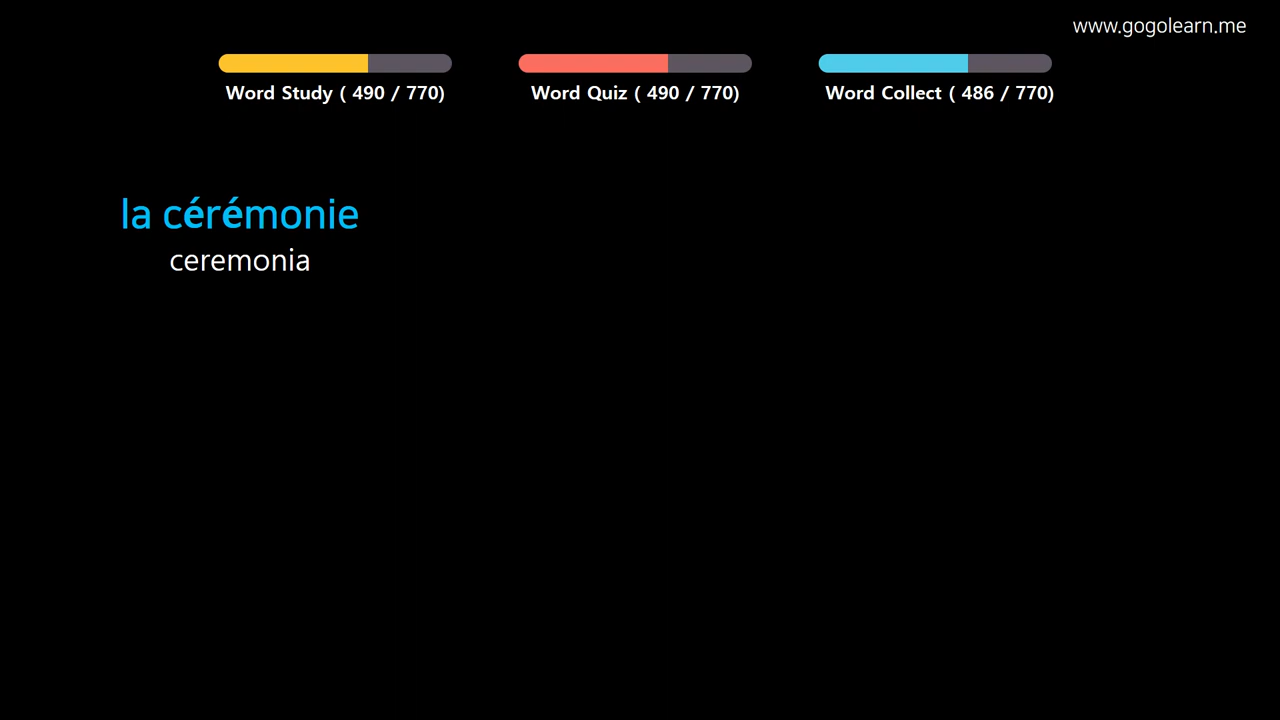 www.gogolearn.me
Word Study ( 490 / 770)
Word Quiz ( 490 / 770)
Word Collect ( 486 / 770)
la cérémonie
ceremonia